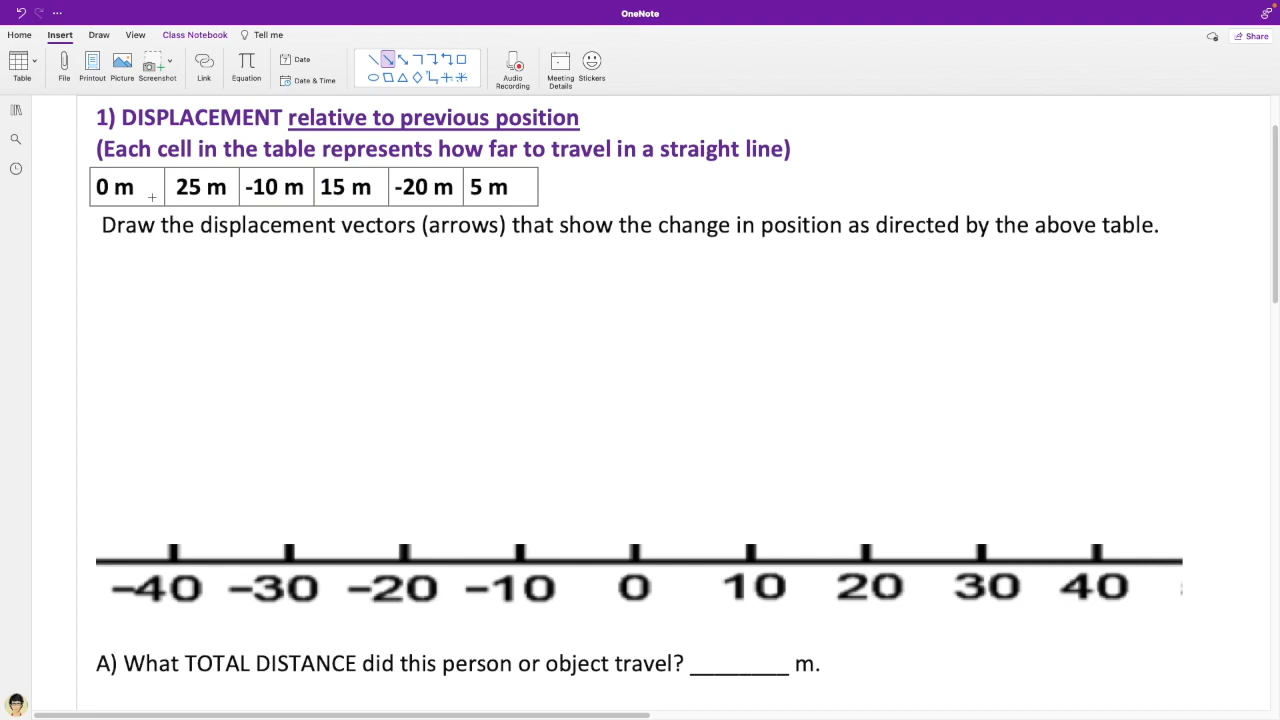 OneNote
Home Insert Draw View Class Notebook Tell me
Share
Table File Printout Picture Screenshot Link Equation Date Date & Time Audio Recording Meeting Details Stickers
1) DISPLACEMENT relative to previous position
(Each cell in the table represents how far to travel in a straight line)
0 m 25 m -10 m 15 m -20 m 5 m
Draw the displacement vectors (arrows) that show the change in position as directed by the above table.
-40 -30 -20 -10 0 10 20 30 40
A) What TOTAL DISTANCE did this person or object travel? ________ m.